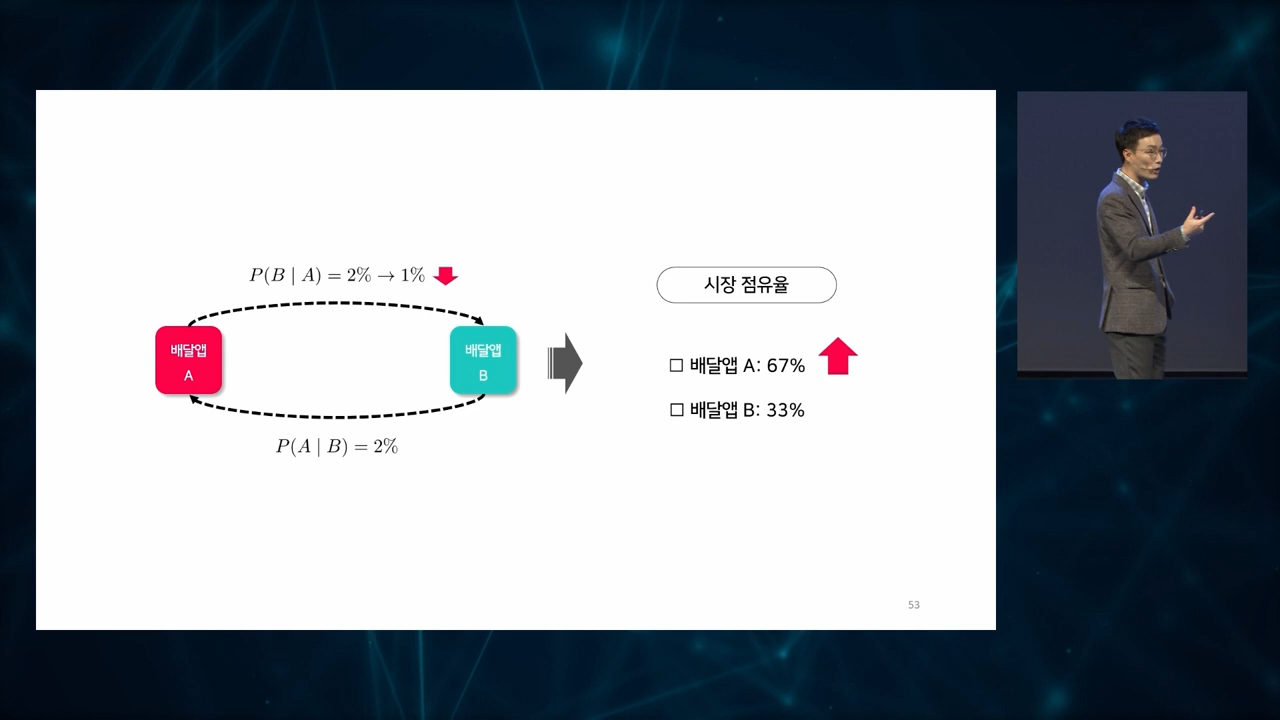 P(B | A) = 2% → 1%
배달앱
A
배달앱
B
P(A | B) = 2%
시장 점유율
□ 배달앱 A: 67%
□ 배달앱 B: 33%
53